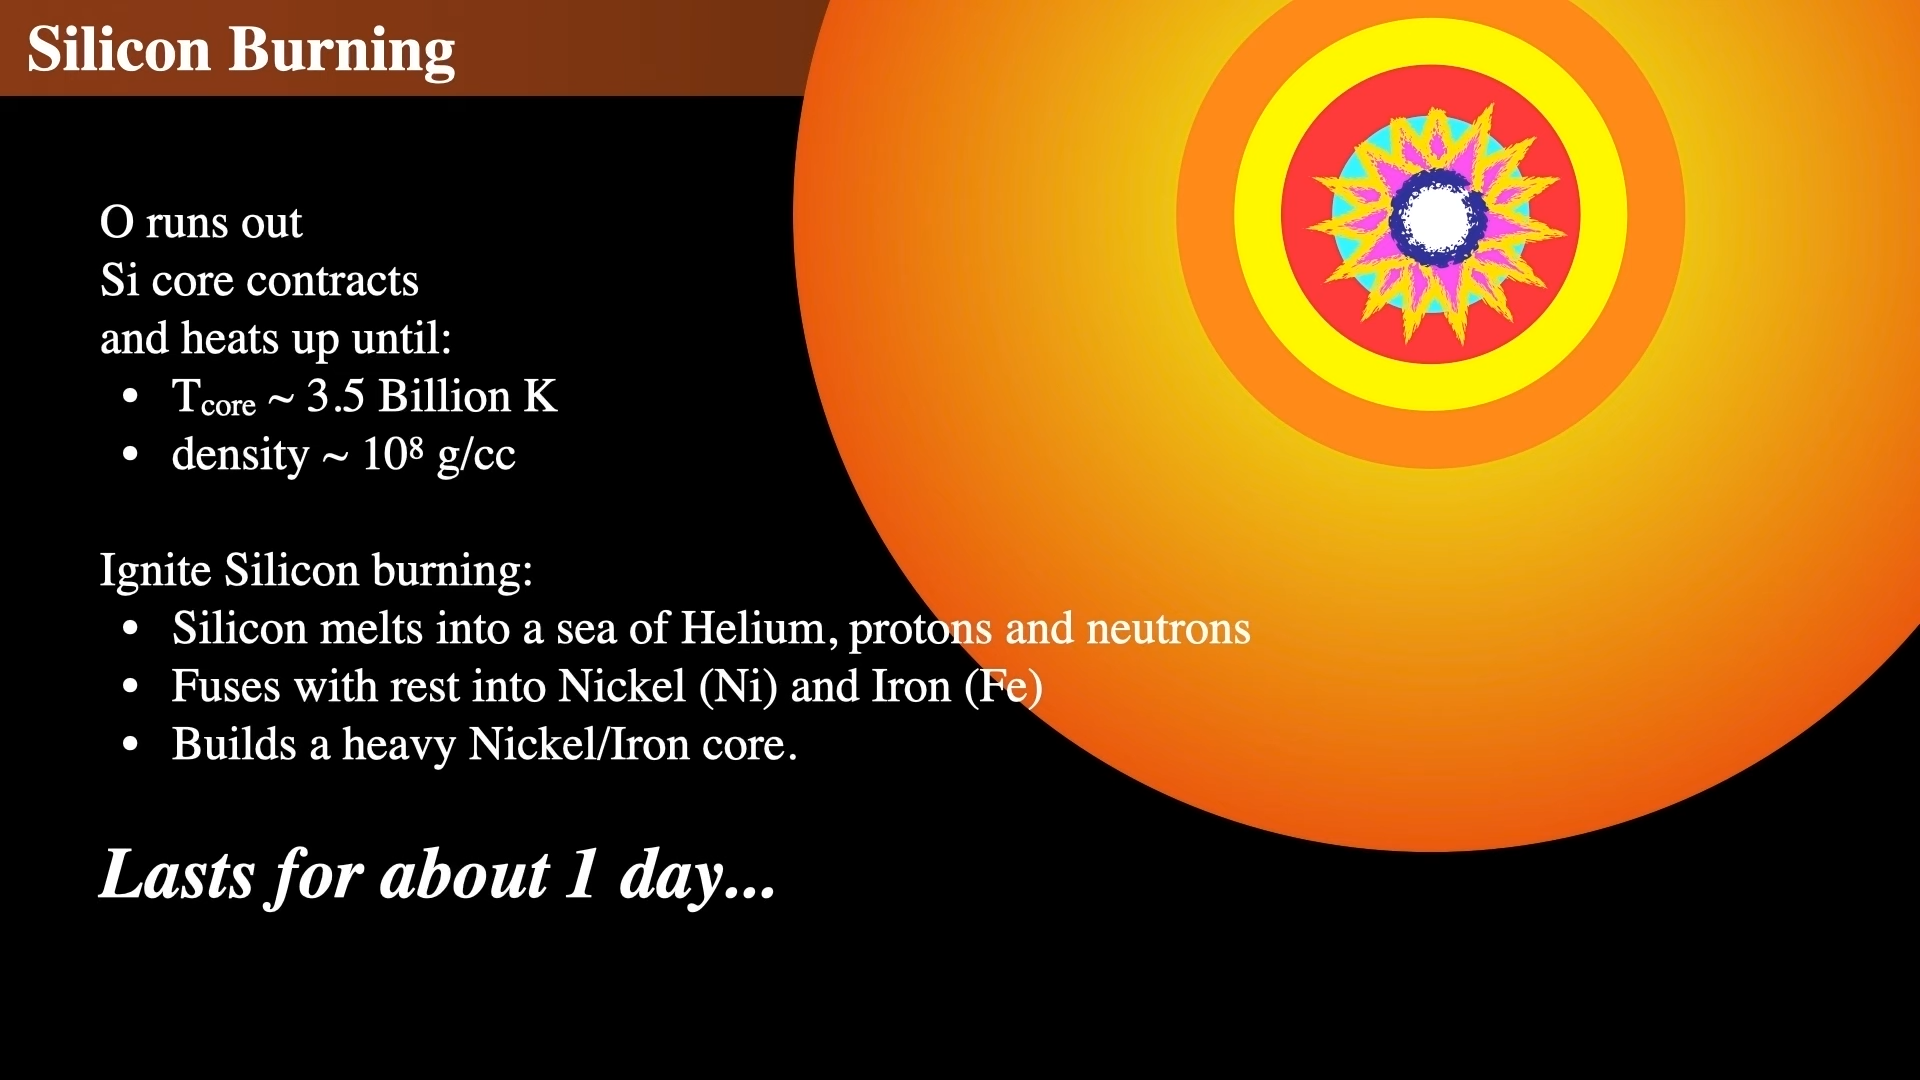 Silicon Burning
O runs out
Si core contracts
and heats up until:
• Tcore ~ 3.5 Billion K
• density ~ 10⁸ g/cc
Ignite Silicon burning:
• Silicon melts into a sea of Helium, protons and neutrons
• Fuses with rest into Nickel (Ni) and Iron (Fe)
• Builds a heavy Nickel/Iron core.
Lasts for about 1 day...